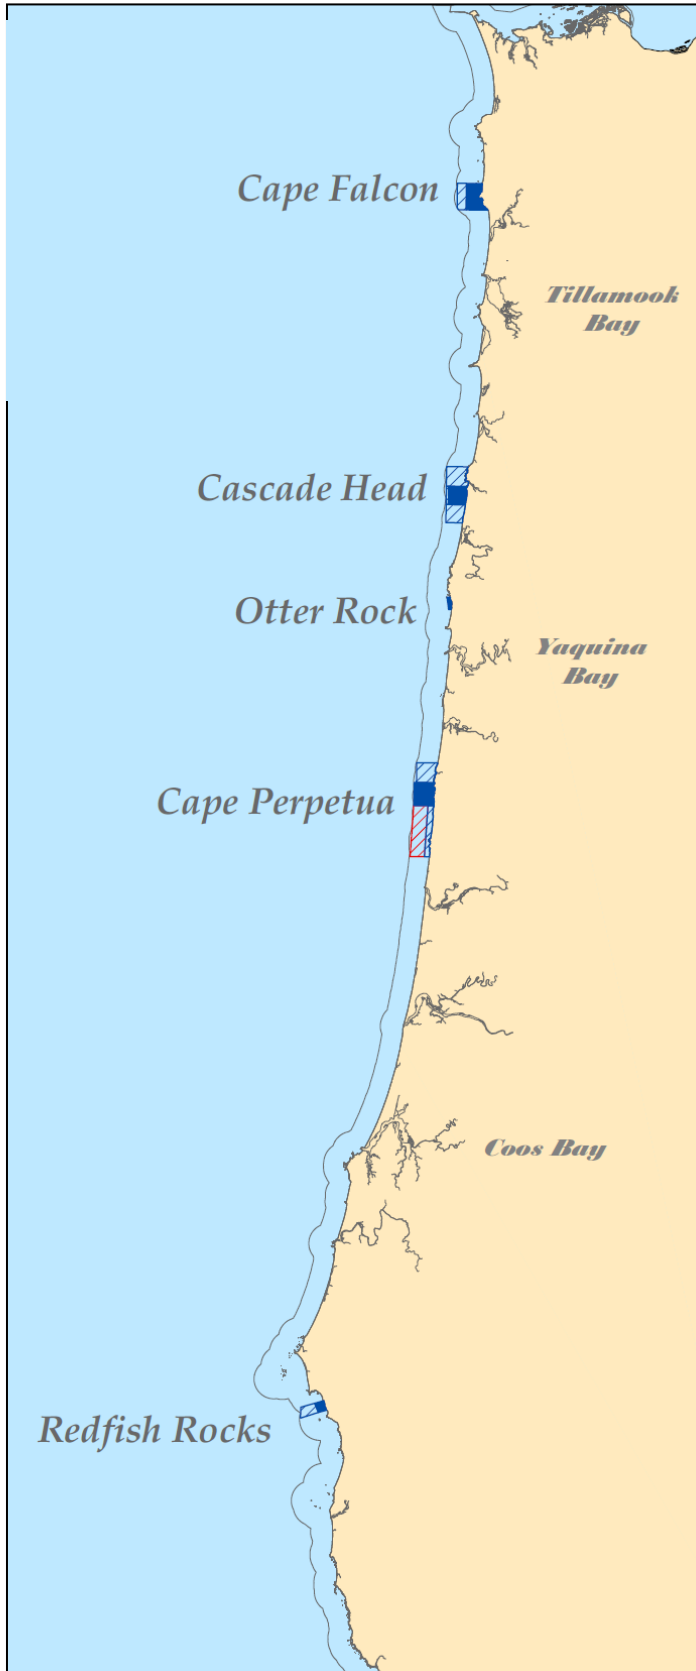 Cape Falcon
Tillamook
Bay
Cascade Head
Otter Rock
Yaquina
Bay
Cape Perpetua
Coos Bay
Redfish Rocks